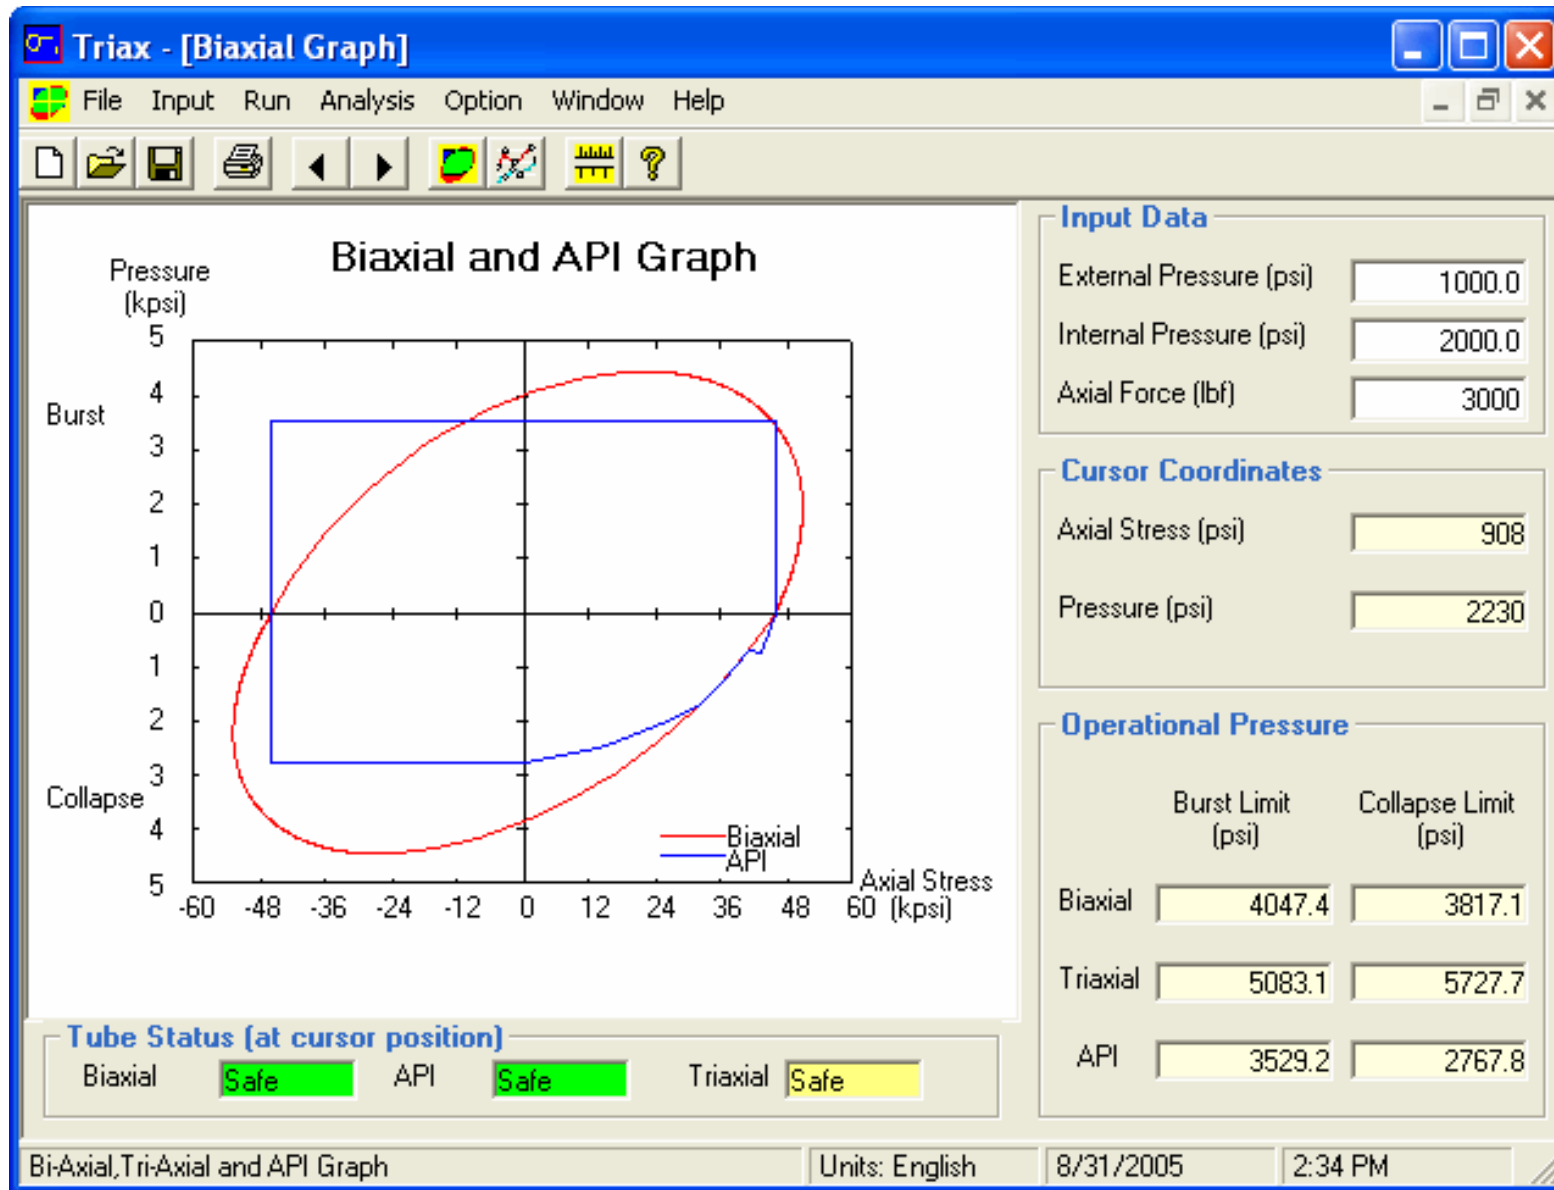 Triax - [Biaxial Graph]
File Input Run Analysis Option Window Help
Biaxial and API Graph
Pressure
(kpsi)
5
4
Burst
3
2
1
0
1
2
3
Collapse
4
5
Biaxial
API
Axial Stress
(kpsi)
-60 -48 -36 -24 -12 0 12 24 36 48 60
Input Data
External Pressure (psi) 1000.0
Internal Pressure (psi) 2000.0
Axial Force (lbf) 3000
Cursor Coordinates
Axial Stress (psi) 908
Pressure (psi) 2230
Operational Pressure
Burst Limit Collapse Limit
(psi) (psi)
Biaxial 4047.4 3817.1
Triaxial 5083.1 5727.7
API 3529.2 2767.8
Tube Status (at cursor position)
Biaxial Safe API Safe Triaxial Safe
Bi-Axial,Tri-Axial and API Graph Units: English 8/31/2005 2:34 PM